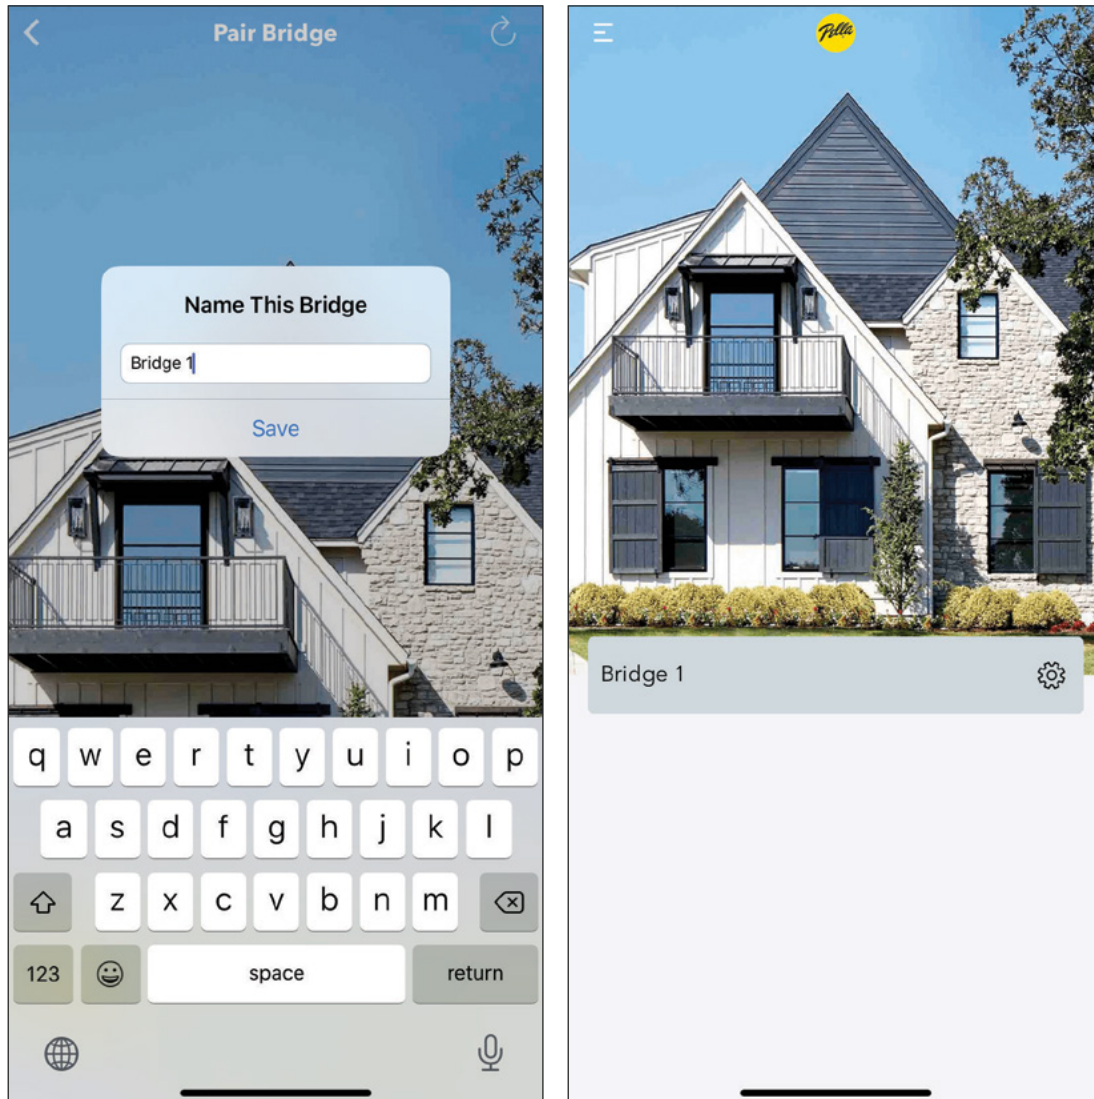 Pair Bridge
Name This Bridge
Bridge 1
Save
q w e r t y u i o p
a s d f g h j k l
z x c v b n m
123 space return
Pella
Bridge 1